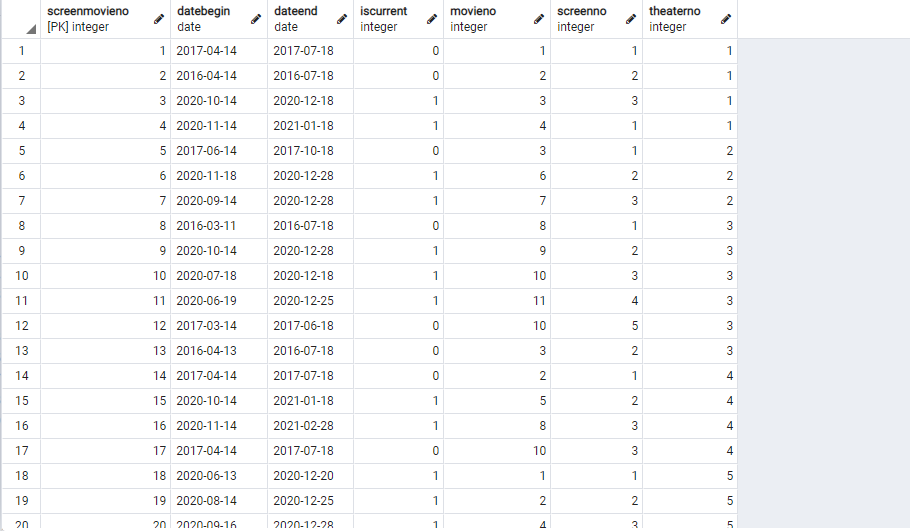 screenmovieno datebegin dateend iscurrent movieno screenno theaterno
[PK] integer date date integer integer integer integer
1 1 2017-04-14 2017-07-18 0 1 1 1
2 2 2016-04-14 2016-07-18 0 2 2 1
3 3 2020-10-14 2020-12-18 1 3 3 1
4 4 2020-11-14 2021-01-18 1 4 1 1
5 5 2017-06-14 2017-10-18 0 3 1 2
6 6 2020-11-18 2020-12-28 1 6 2 2
7 7 2020-09-14 2020-12-28 1 7 3 2
8 8 2016-03-11 2016-07-18 0 8 1 3
9 9 2020-10-14 2020-12-28 1 9 2 3
10 10 2020-07-18 2020-12-18 1 10 3 3
11 11 2020-06-19 2020-12-25 1 11 4 3
12 12 2017-03-14 2017-06-18 0 10 5 3
13 13 2016-04-13 2016-07-18 0 3 2 3
14 14 2017-04-14 2017-07-18 0 2 1 4
15 15 2020-10-14 2021-01-18 1 5 2 4
16 16 2020-11-14 2021-02-28 1 8 3 4
17 17 2017-04-14 2017-07-18 0 10 3 4
18 18 2020-06-13 2020-12-20 1 1 1 5
19 19 2020-08-14 2020-12-25 1 2 2 5
20 20 2020-09-16 2020-12-28 1 4 3 5